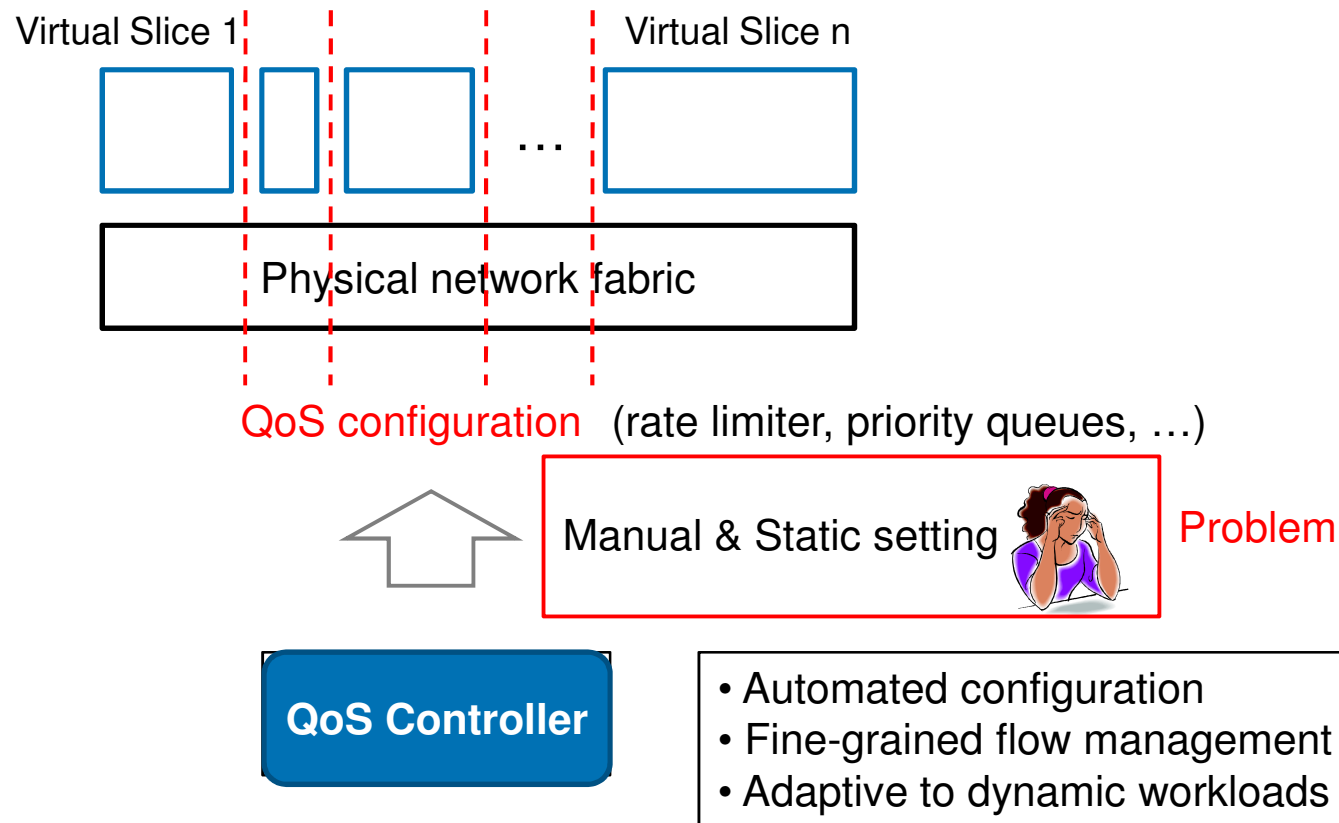 Virtual Slice 1
Virtual Slice n
…
Physical network fabric
QoS configuration (rate limiter, priority queues, …)
Manual & Static setting
Problem
QoS Controller
• Automated configuration
• Fine-grained flow management
• Adaptive to dynamic workloads